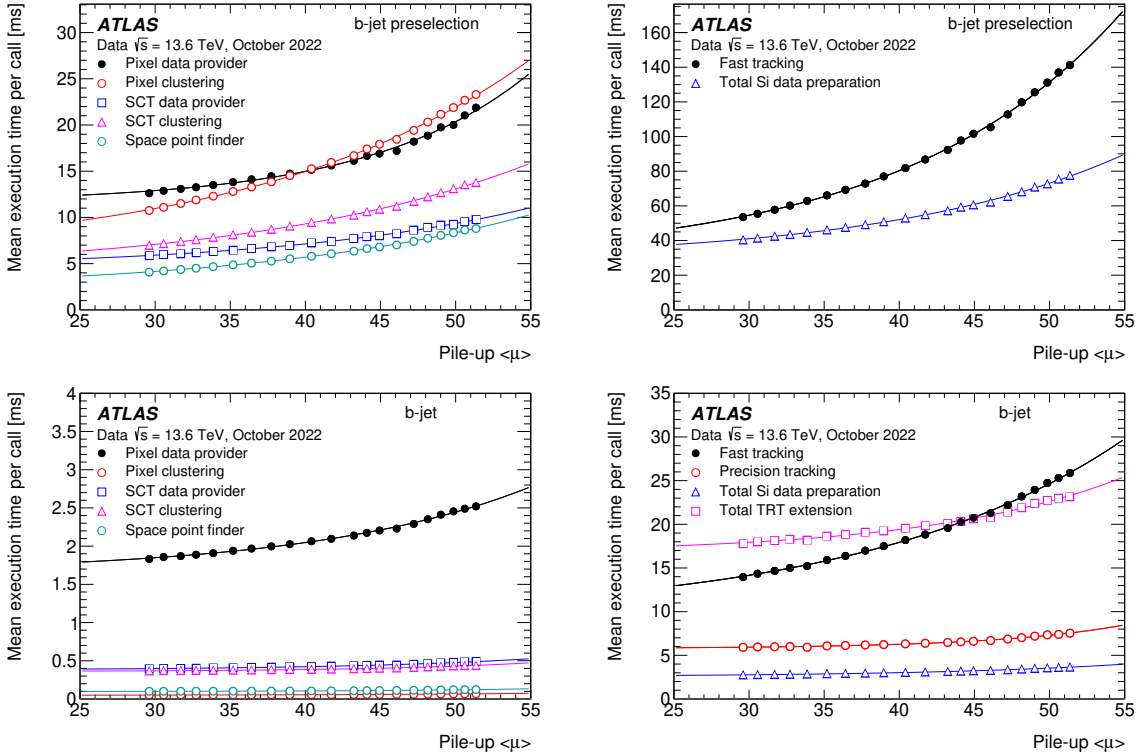 ATLAS
b-jet preselection
Data √s = 13.6 TeV, October 2022
Pixel data provider
Pixel clustering
SCT data provider
SCT clustering
Space point finder
Mean execution time per call [ms]
30
25
20
15
10
5
0
25 30 35 40 45 50 55
Pile-up <μ>
ATLAS
b-jet preselection
Data √s = 13.6 TeV, October 2022
Fast tracking
Total Si data preparation
Mean execution time per call [ms]
160
140
120
100
80
60
40
20
0
25 30 35 40 45 50 55
Pile-up <μ>
ATLAS
b-jet
Data √s = 13.6 TeV, October 2022
Pixel data provider
Pixel clustering
SCT data provider
SCT clustering
Space point finder
Mean execution time per call [ms]
4
3.5
3
2.5
2
1.5
1
0.5
0
25 30 35 40 45 50 55
Pile-up <μ>
ATLAS
b-jet
Data √s = 13.6 TeV, October 2022
Fast tracking
Precision tracking
Total Si data preparation
Total TRT extension
Mean execution time per call [ms]
35
30
25
20
15
10
5
0
25 30 35 40 45 50 55
Pile-up <μ>